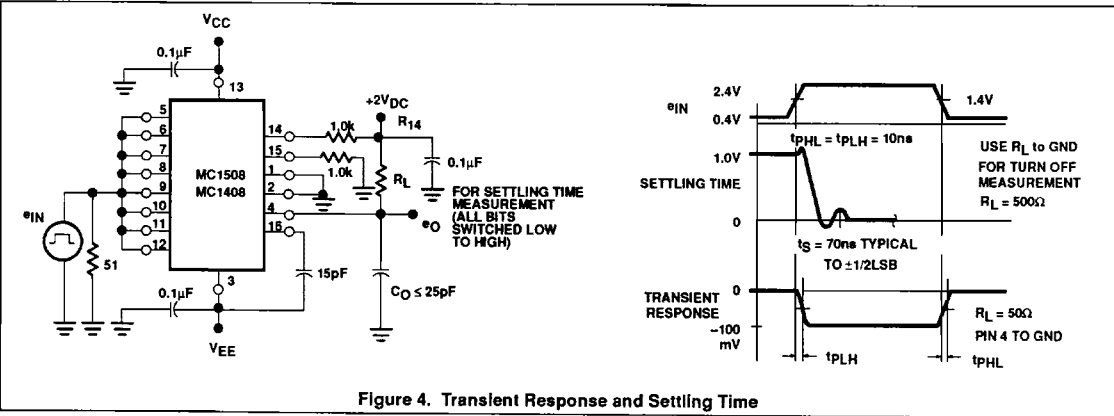 VCC
0.1µF
13
5
6
7
8
9
10
11
12
MC1508
MC1408
14
15
1
2
4
16
3
1.0k
1.0k
+2VDC
R14
RL
0.1µF
FOR SETTLING TIME
MEASUREMENT
(ALL BITS
SWITCHED LOW
TO HIGH)
eO
eIN
51
15pF
CO ≤ 25pF
0.1µF
VEE
eIN
2.4V
0.4V
1.4V
tPHL = tPLH = 10ns
1.0V
SETTLING TIME
0
USE RL to GND
FOR TURN OFF
MEASUREMENT
RL = 500Ω
tS = 70ns TYPICAL
TO ±1/2LSB
0
TRANSIENT
RESPONSE
–100
mV
RL = 50Ω
PIN 4 TO GND
tPLH
tPHL
Figure 4. Transient Response and Settling Time